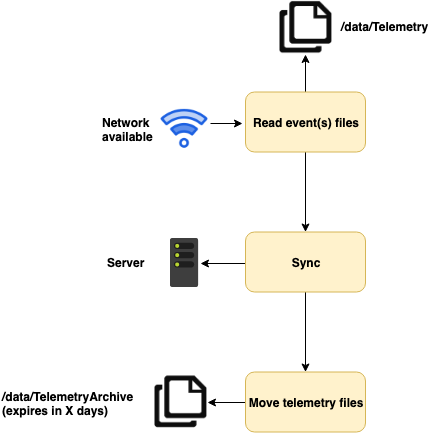 /data/Telemetry
Network
available
Read event(s) files
Server
Sync
/data/TelemetryArchive
(expires in X days)
Move telemetry files